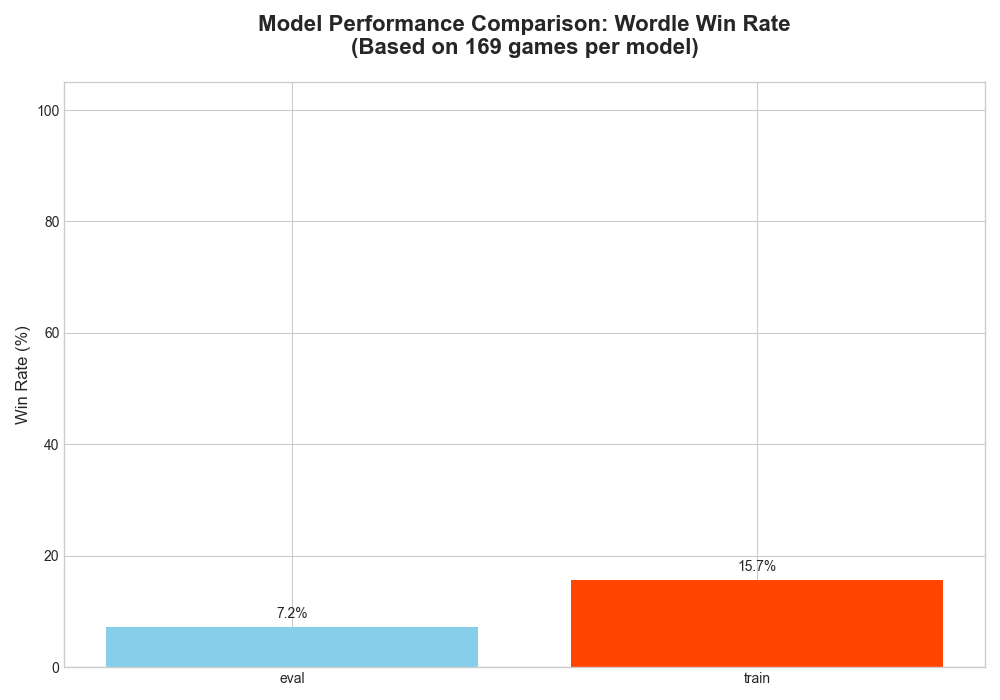 Model Performance Comparison: Wordle Win Rate
(Based on 169 games per model)
Win Rate (%)
100
80
60
40
20
0
7.2%
15.7%
eval
train